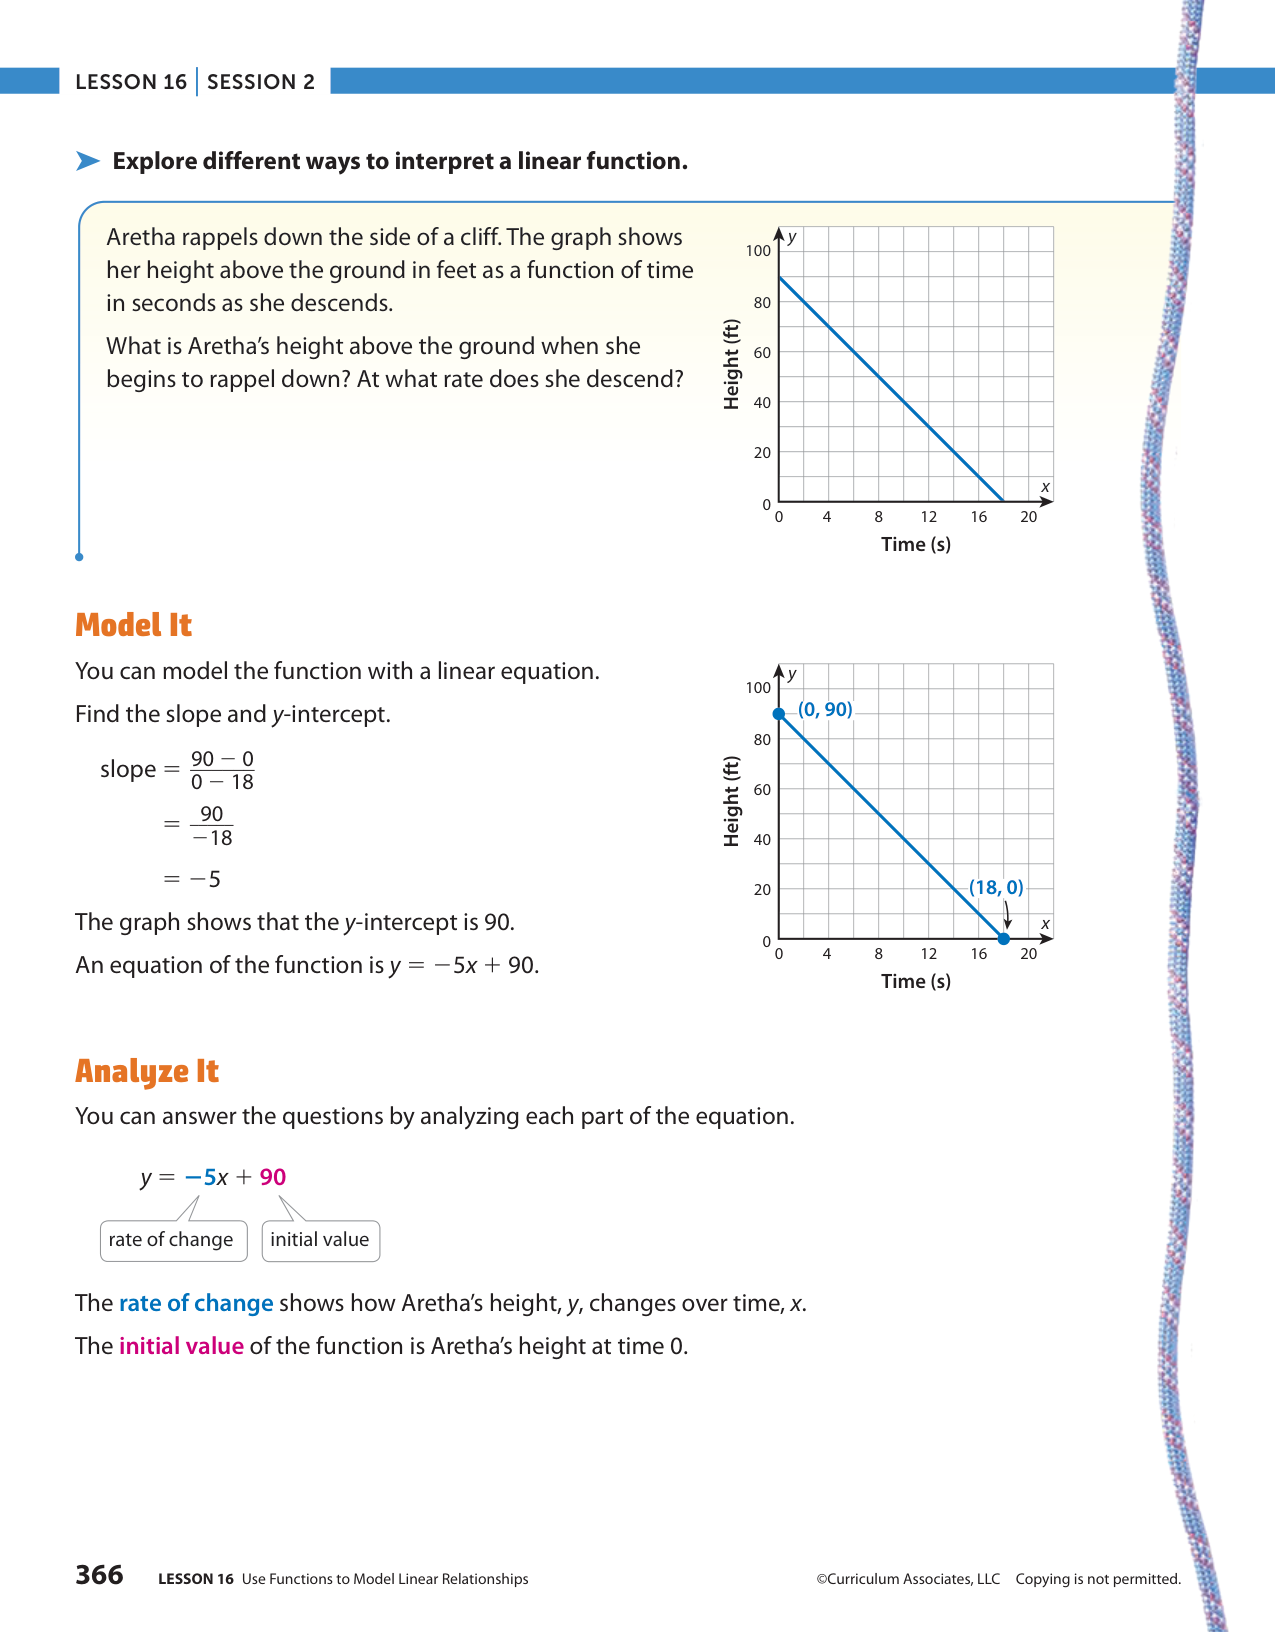 LESSON 16 | SESSION 2
➤ Explore different ways to interpret a linear function.
Aretha rappels down the side of a cliff. The graph shows
her height above the ground in feet as a function of time
in seconds as she descends.
What is Aretha's height above the ground when she
begins to rappel down? At what rate does she descend?
y
100
80
60
40
20
0
Height (ft)
x
0 4 8 12 16 20
Time (s)
Model It
You can model the function with a linear equation.
Find the slope and y-intercept.
slope = (90 − 0)/(0 − 18)
= 90/−18
= −5
The graph shows that the y-intercept is 90.
An equation of the function is y = −5x + 90.
y
100
(0, 90)
80
60
40
20
(18, 0)
0
Height (ft)
x
0 4 8 12 16 20
Time (s)
Analyze It
You can answer the questions by analyzing each part of the equation.
y = −5x + 90
rate of change initial value
The rate of change shows how Aretha's height, y, changes over time, x.
The initial value of the function is Aretha's height at time 0.
366 LESSON 16 Use Functions to Model Linear Relationships ©Curriculum Associates, LLC Copying is not permitted.